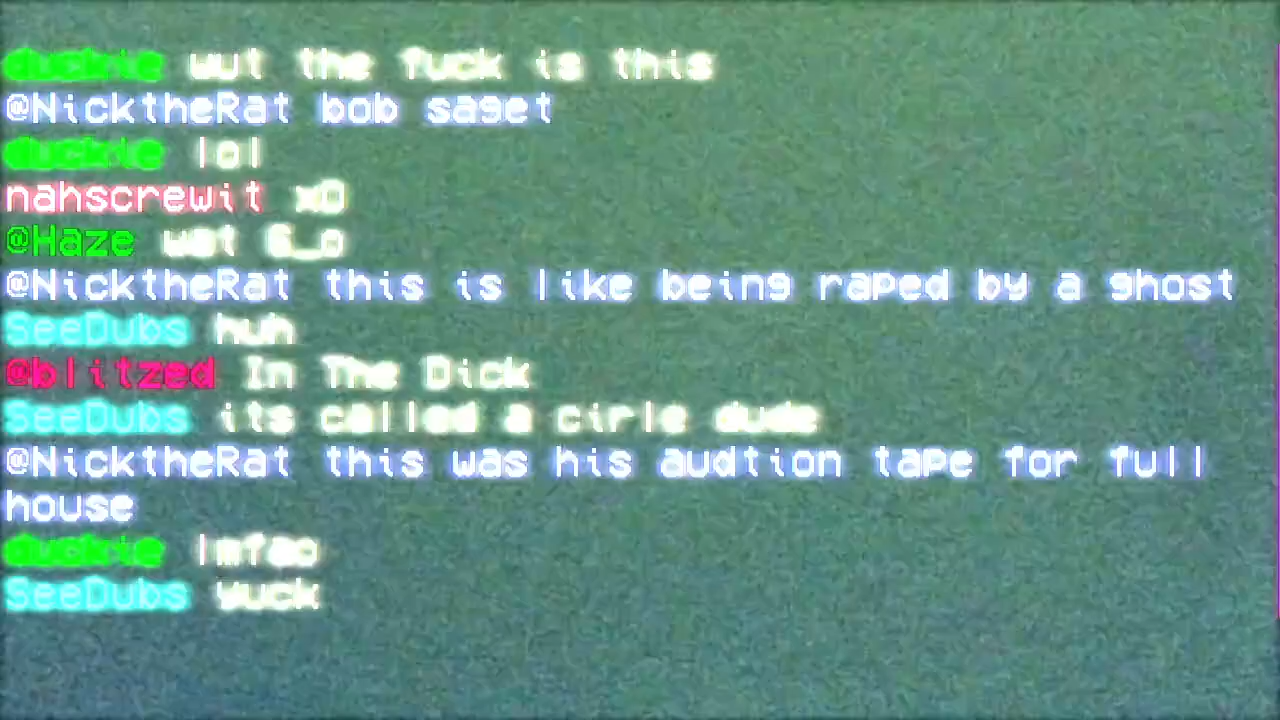 duckie wut the fuck is this
@NicktheRat bob saget
duckie lol
nahscrewit xD
@Haze wat 6_o
@NicktheRat this is like being raped by a ghost
SeeDubs huh
@blitzed In The Dick
SeeDubs its called a cirle dude
@NicktheRat this was his audtion tape for full
house
duckie lmfao
SeeDubs yuck